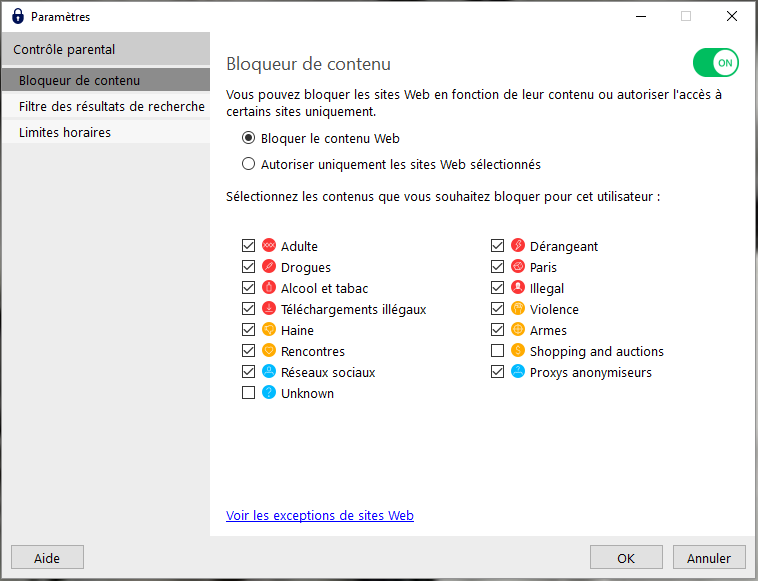 Paramètres
Contrôle parental
Bloqueur de contenu
Filtre des résultats de recherche
Limites horaires
Bloqueur de contenu
ON
Vous pouvez bloquer les sites Web en fonction de leur contenu ou autoriser l'accès à
certains sites uniquement.
Bloquer le contenu Web
Autoriser uniquement les sites Web sélectionnés
Sélectionnez les contenus que vous souhaitez bloquer pour cet utilisateur :
Adulte
Drogues
Alcool et tabac
Téléchargements illégaux
Haine
Rencontres
Réseaux sociaux
Unknown
Dérangeant
Paris
Illegal
Violence
Armes
Shopping and auctions
Proxys anonymiseurs
Voir les exceptions de sites Web
Aide
OK
Annuler